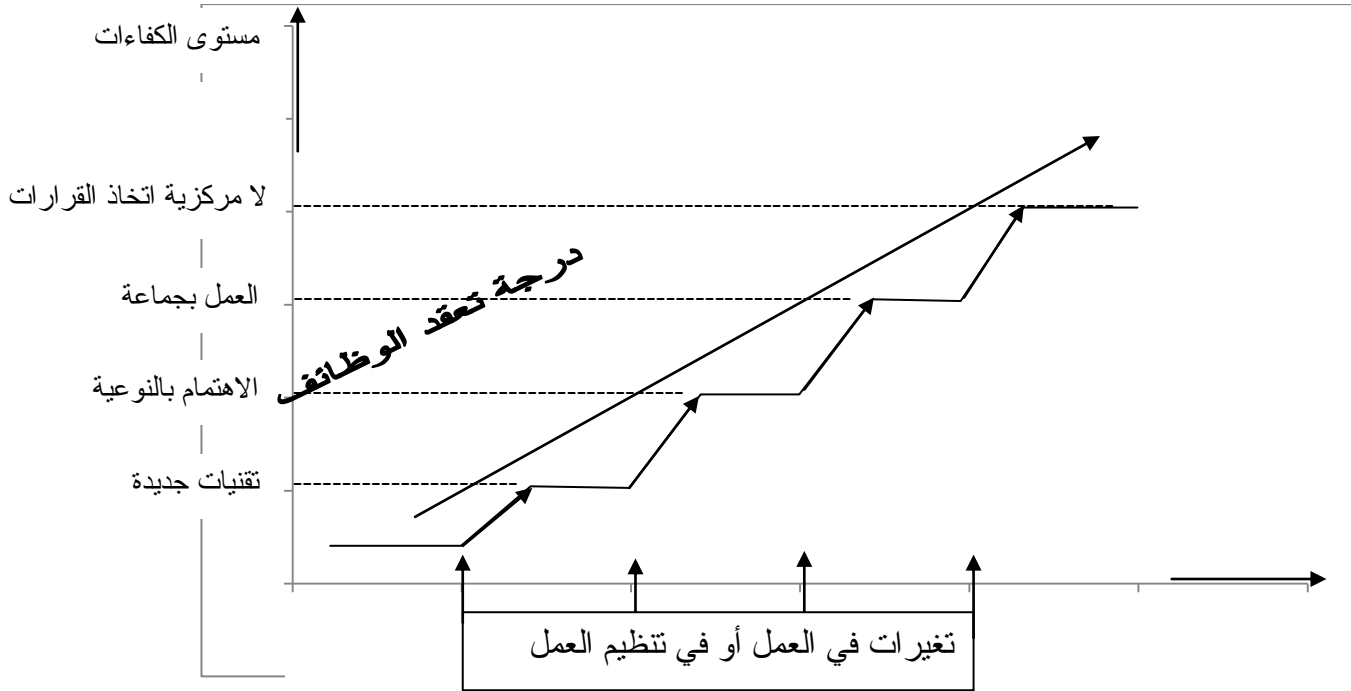 مستوى الكفاءات
لا مركزية اتخاذ القرارات
العمل بجماعة
الاهتمام بالنوعية
تقنيات جديدة
درجة تعقد الوظائف
تغيرات في العمل أو في تنظيم العمل